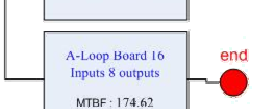 A-Loop Board 16
Inputs 8 outputs
MTBF : 174.62
end